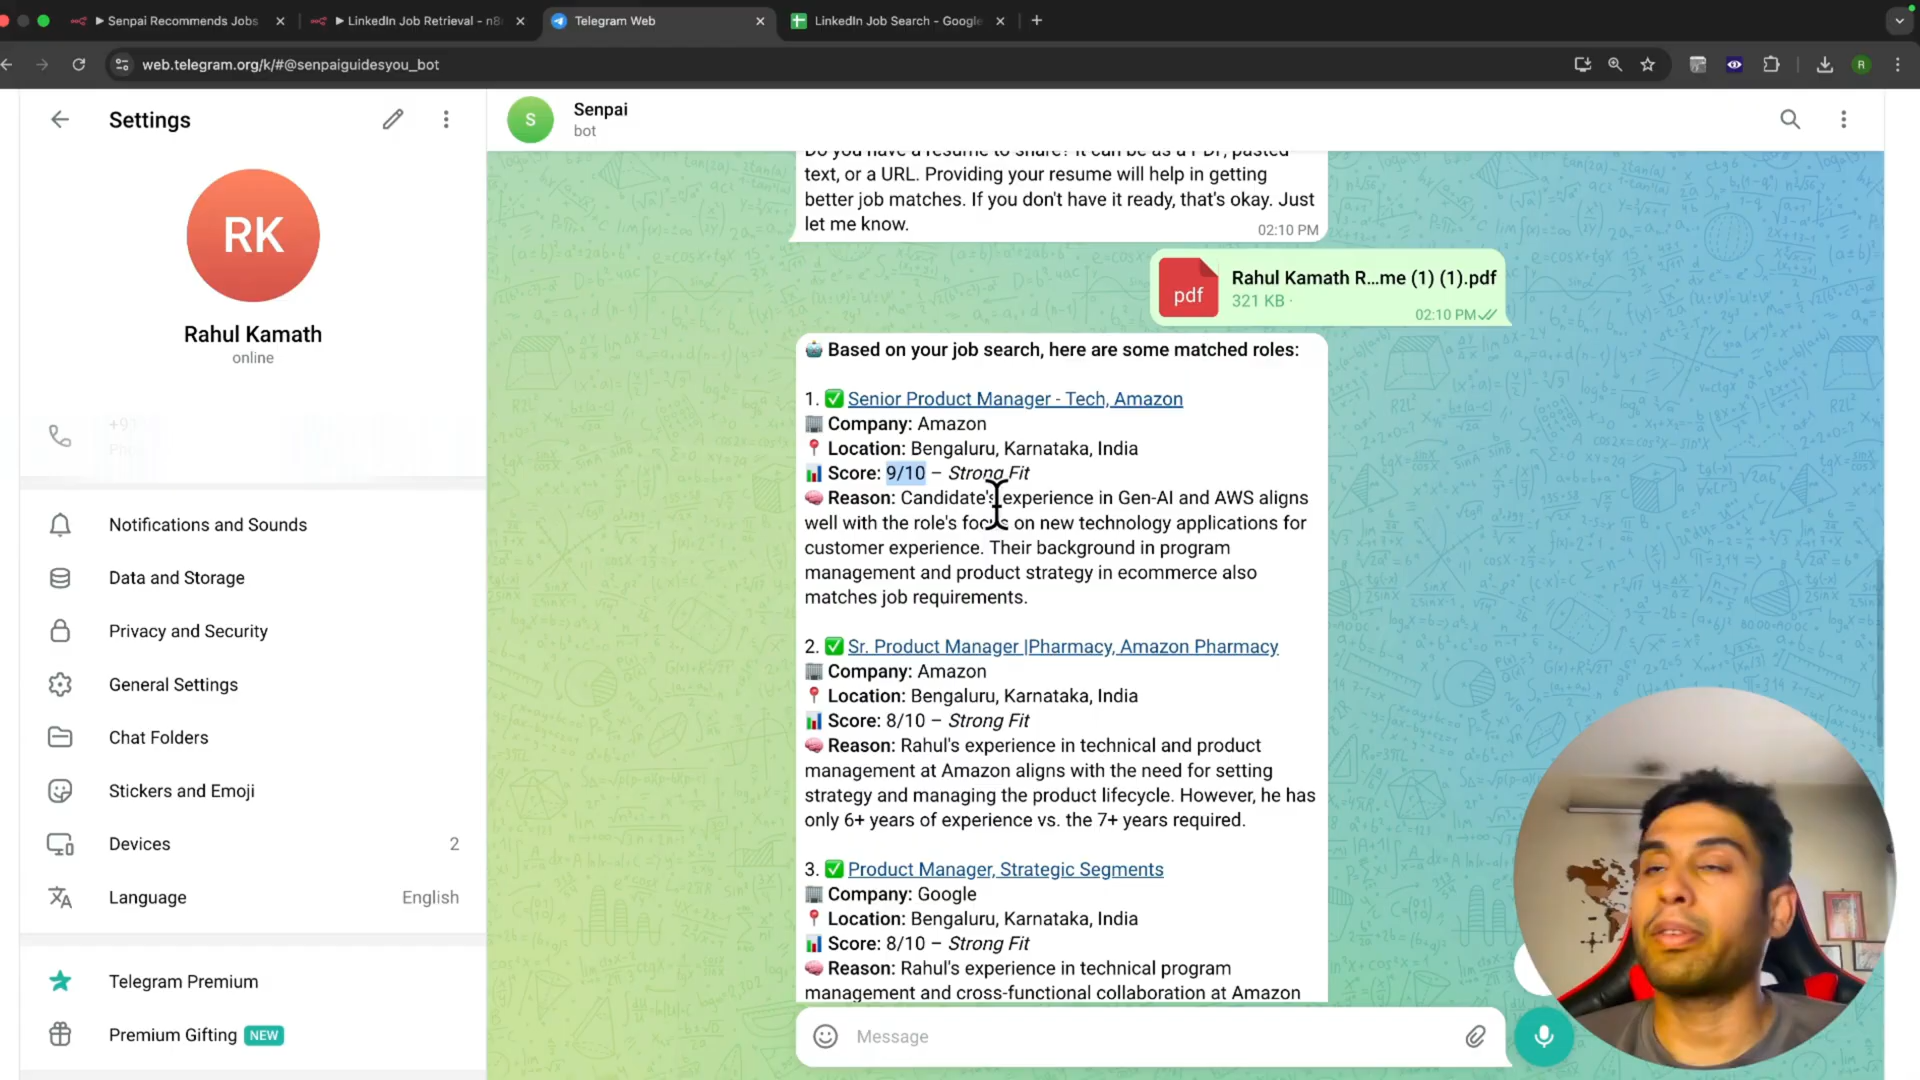 Senpai Recommends Jobs
LinkedIn Job Retrieval - n8
Telegram Web
LinkedIn Job Search - Google
web.telegram.org/k/#@senpaiguidesyou_bot
R
Settings
RK
Rahul Kamath
online
Notifications and Sounds
Data and Storage
Privacy and Security
General Settings
Chat Folders
Stickers and Emoji
Devices 2
Language English
Telegram Premium
Premium Gifting NEW
S
Senpai
bot
Do you have a resume to share? It can be as a PDF, pasted
text, or a URL. Providing your resume will help in getting
better job matches. If you don't have it ready, that's okay. Just
let me know.
02:10 PM
pdf
Rahul Kamath R...me (1) (1).pdf
321 KB ·
02:10 PM
🤖 Based on your job search, here are some matched roles:
1. ✅ Senior Product Manager - Tech, Amazon
🏢 Company: Amazon
📍 Location: Bengaluru, Karnataka, India
📊 Score: 9/10 – Strong Fit
🧠 Reason: Candidate's experience in Gen-AI and AWS aligns
well with the role's focus on new technology applications for
customer experience. Their background in program
management and product strategy in ecommerce also
matches job requirements.
2. ✅ Sr. Product Manager |Pharmacy, Amazon Pharmacy
🏢 Company: Amazon
📍 Location: Bengaluru, Karnataka, India
📊 Score: 8/10 – Strong Fit
🧠 Reason: Rahul's experience in technical and product
management at Amazon aligns with the need for setting
strategy and managing the product lifecycle. However, he has
only 6+ years of experience vs. the 7+ years required.
3. ✅ Product Manager, Strategic Segments
🏢 Company: Google
📍 Location: Bengaluru, Karnataka, India
📊 Score: 8/10 – Strong Fit
🧠 Reason: Rahul's experience in technical program
management and cross-functional collaboration at Amazon
Message